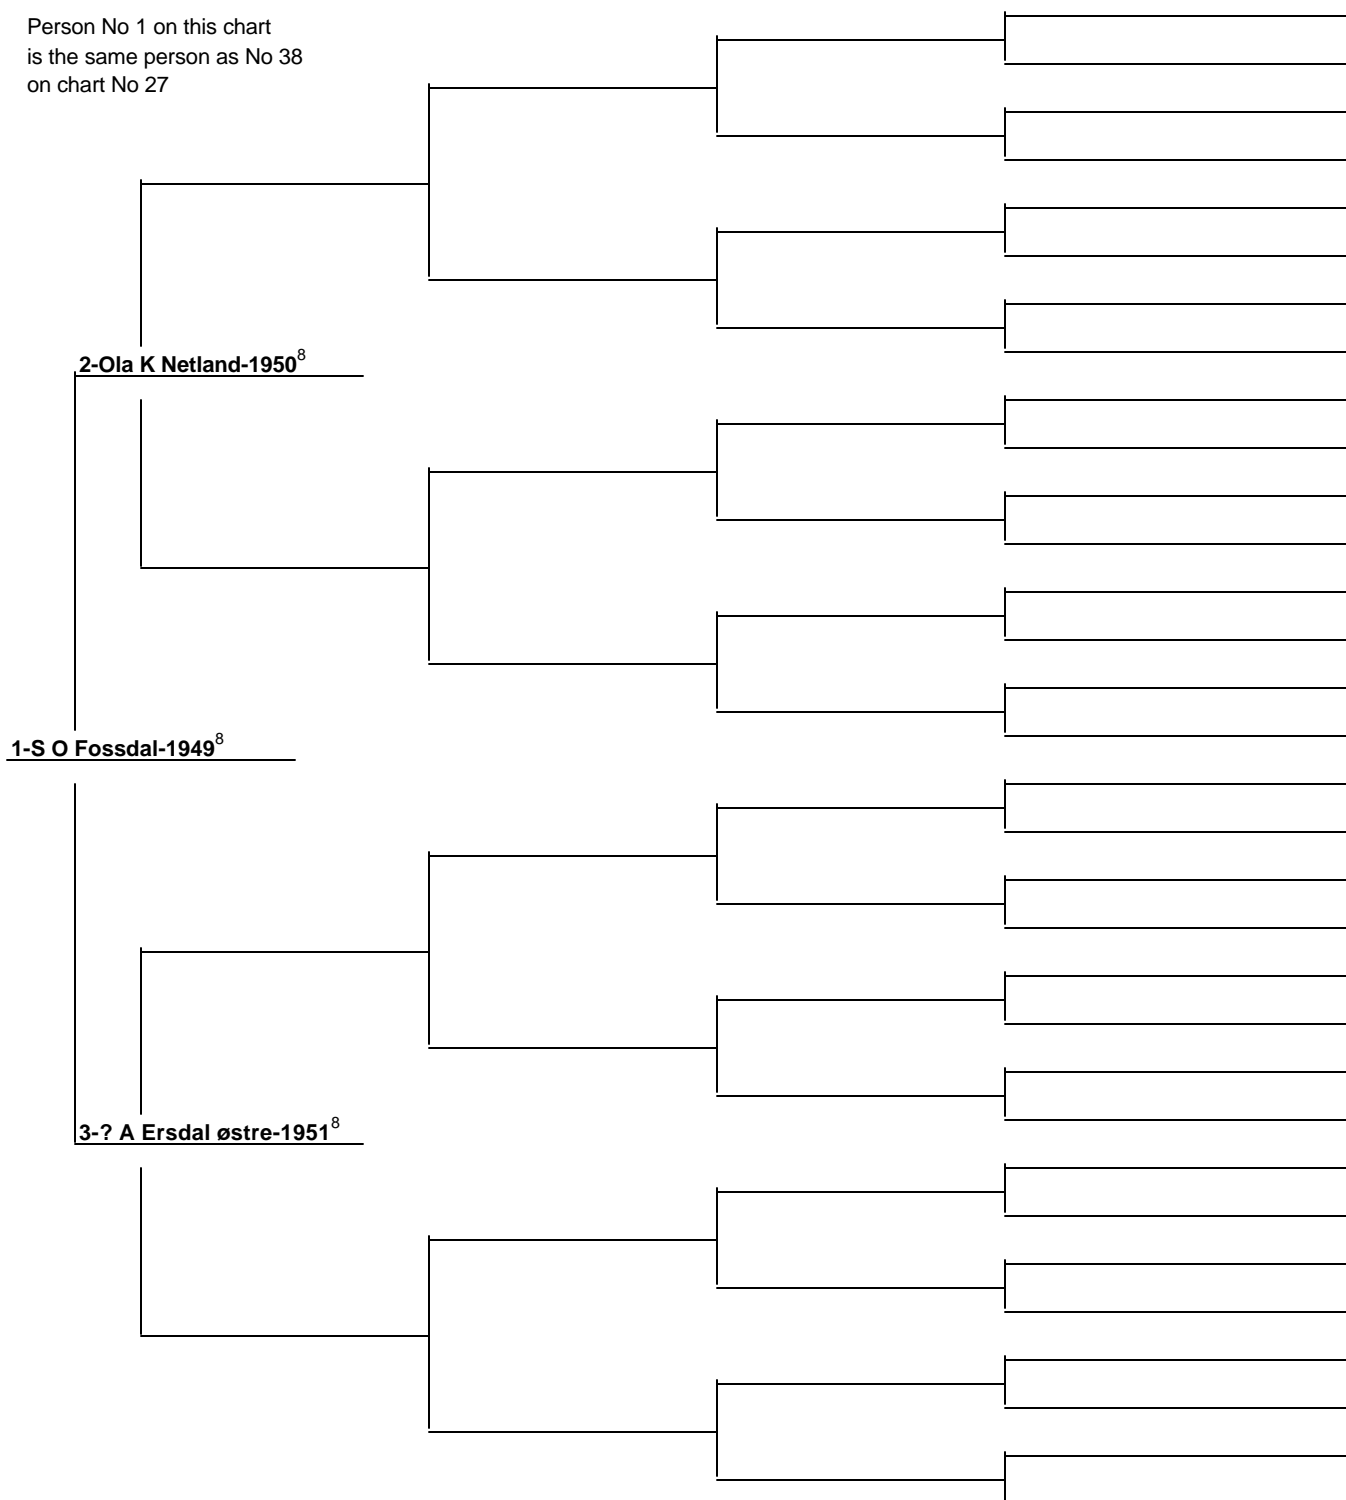 Person No 1 on this chart
is the same person as No 38
on chart No 27
2-Ola K Netland-1950⁸
1-S O Fossdal-1949⁸
3-? A Ersdal østre-1951⁸